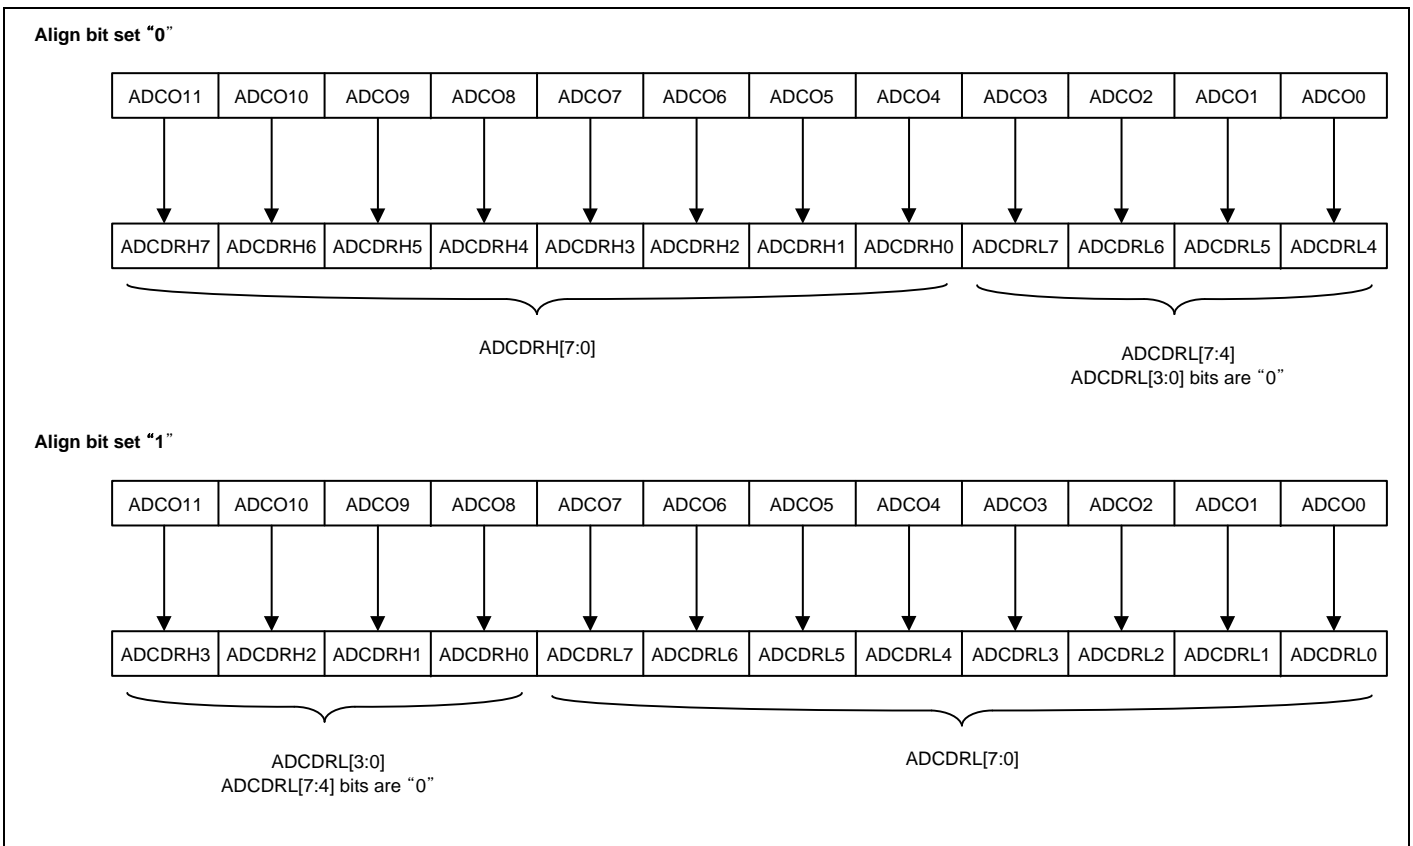 Align bit set “0”
ADCO11 ADCO10 ADCO9 ADCO8 ADCO7 ADCO6 ADCO5 ADCO4 ADCO3 ADCO2 ADCO1 ADCO0
ADCDRH7 ADCDRH6 ADCDRH5 ADCDRH4 ADCDRH3 ADCDRH2 ADCDRH1 ADCDRH0 ADCDRL7 ADCDRL6 ADCDRL5 ADCDRL4
ADCDRH[7:0]
ADCDRL[7:4]
ADCDRL[3:0] bits are “0”
Align bit set “1”
ADCO11 ADCO10 ADCO9 ADCO8 ADCO7 ADCO6 ADCO5 ADCO4 ADCO3 ADCO2 ADCO1 ADCO0
ADCDRH3 ADCDRH2 ADCDRH1 ADCDRH0 ADCDRL7 ADCDRL6 ADCDRL5 ADCDRL4 ADCDRL3 ADCDRL2 ADCDRL1 ADCDRL0
ADCDRL[3:0]
ADCDRL[7:4] bits are “0”
ADCDRL[7:0]